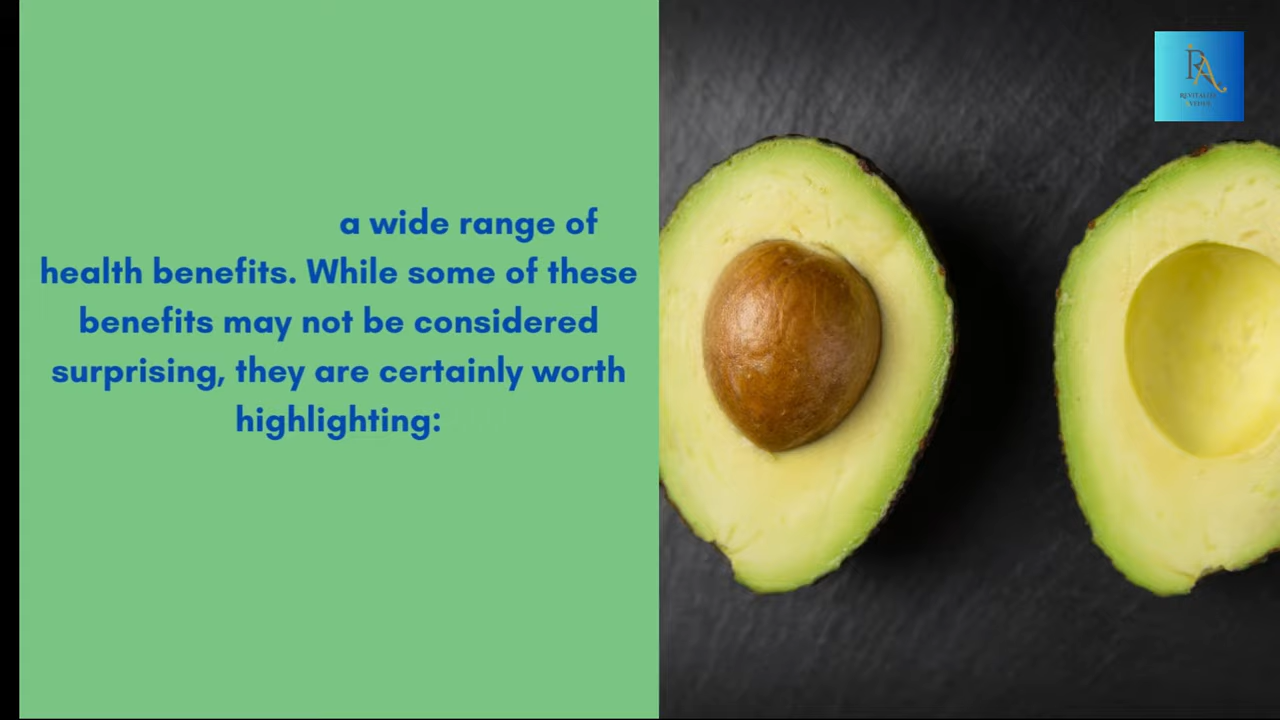 a wide range of
health benefits. While some of these
benefits may not be considered
surprising, they are certainly worth
highlighting:
RA